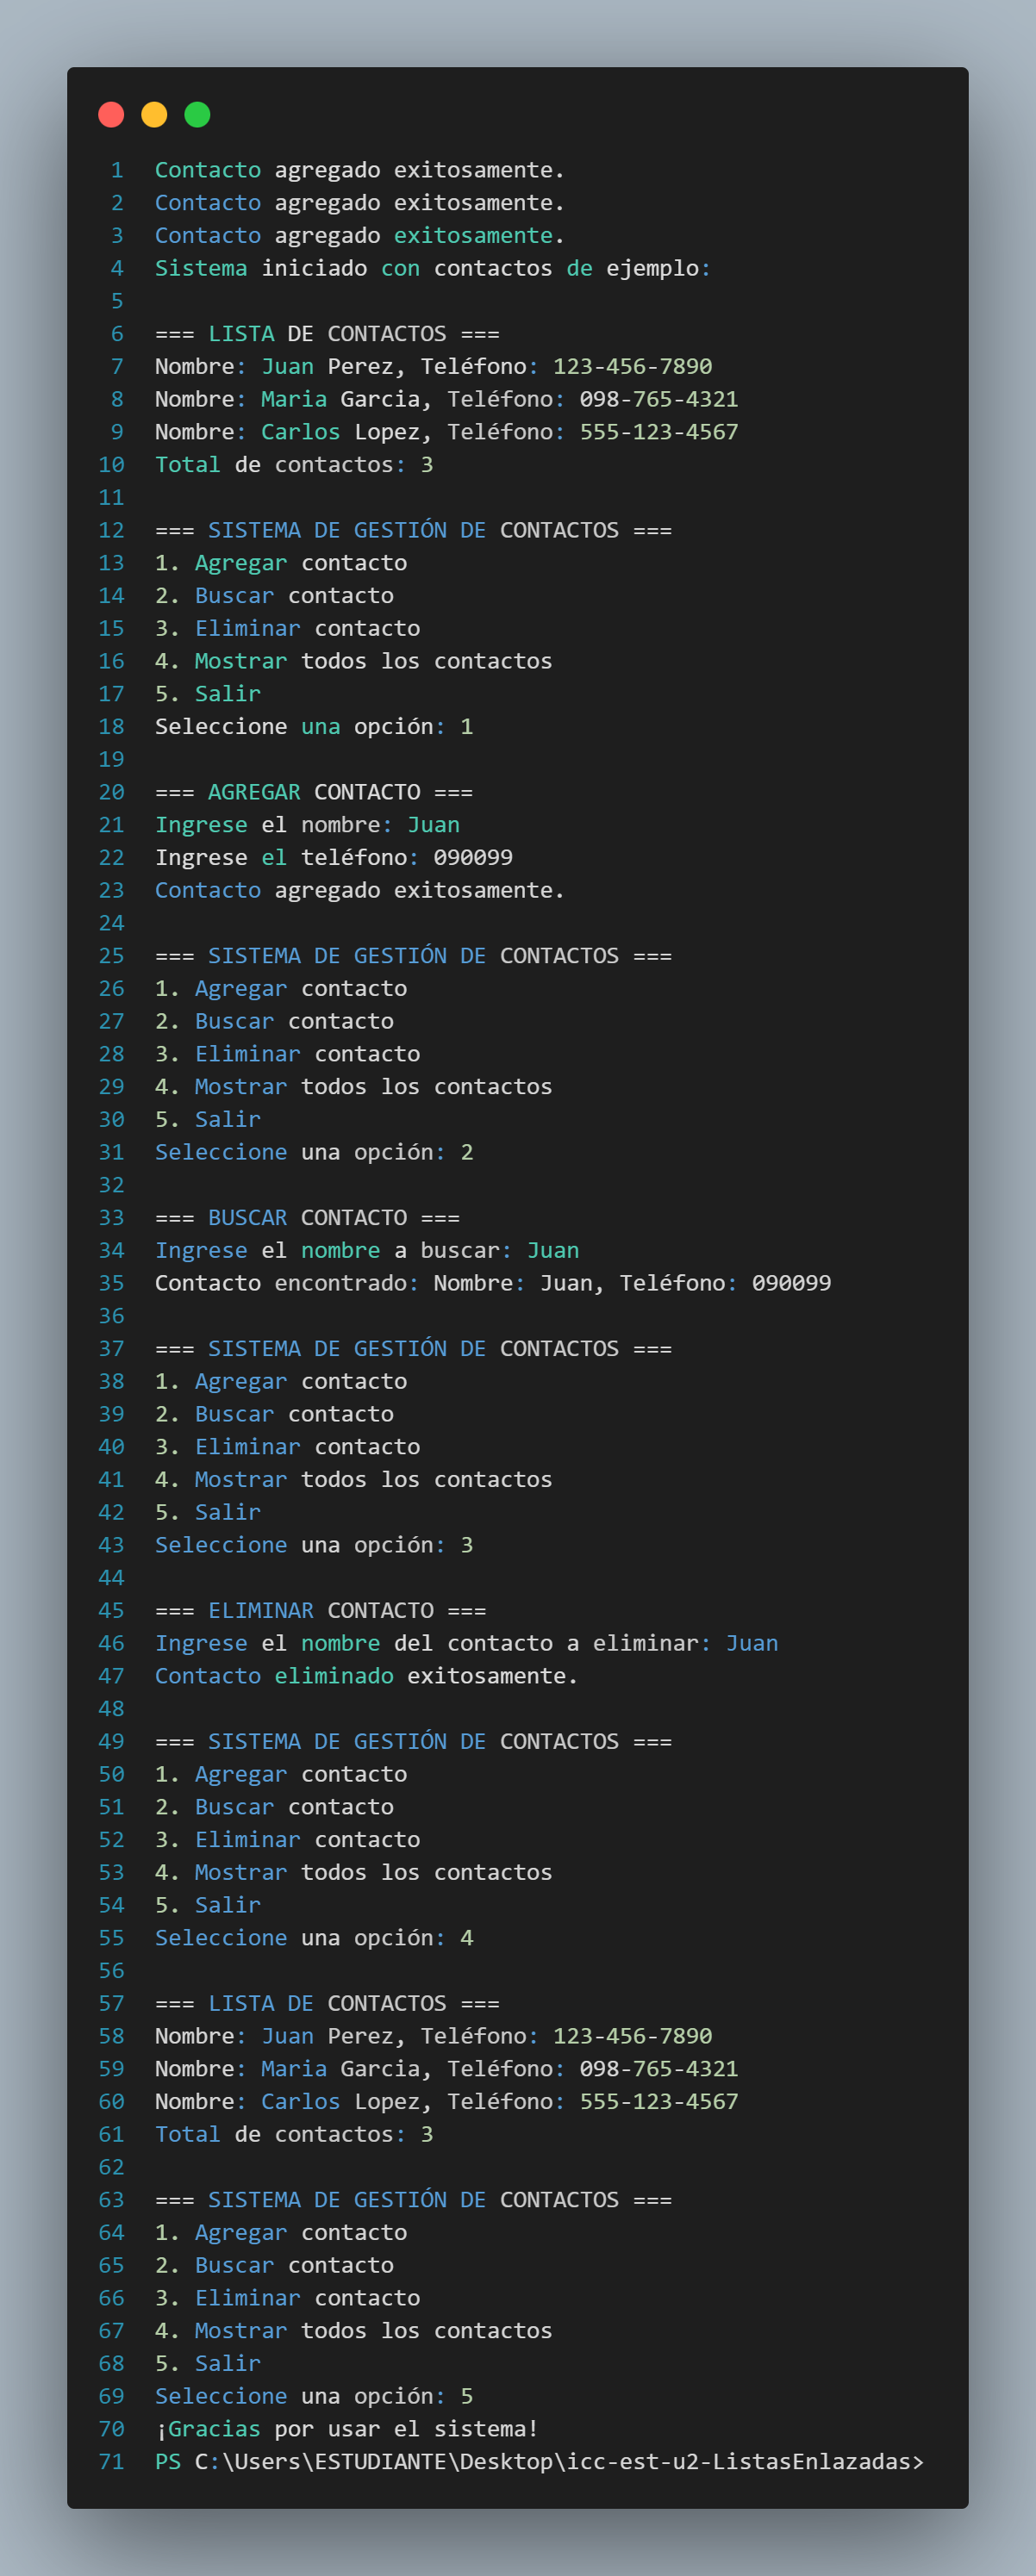 1 Contacto agregado exitosamente.
2 Contacto agregado exitosamente.
3 Contacto agregado exitosamente.
4 Sistema iniciado con contactos de ejemplo:
5
6 === LISTA DE CONTACTOS ===
7 Nombre: Juan Perez, Teléfono: 123-456-7890
8 Nombre: Maria Garcia, Teléfono: 098-765-4321
9 Nombre: Carlos Lopez, Teléfono: 555-123-4567
10 Total de contactos: 3
11
12 === SISTEMA DE GESTIÓN DE CONTACTOS ===
13 1. Agregar contacto
14 2. Buscar contacto
15 3. Eliminar contacto
16 4. Mostrar todos los contactos
17 5. Salir
18 Seleccione una opción: 1
19
20 === AGREGAR CONTACTO ===
21 Ingrese el nombre: Juan
22 Ingrese el teléfono: 090099
23 Contacto agregado exitosamente.
24
25 === SISTEMA DE GESTIÓN DE CONTACTOS ===
26 1. Agregar contacto
27 2. Buscar contacto
28 3. Eliminar contacto
29 4. Mostrar todos los contactos
30 5. Salir
31 Seleccione una opción: 2
32
33 === BUSCAR CONTACTO ===
34 Ingrese el nombre a buscar: Juan
35 Contacto encontrado: Nombre: Juan, Teléfono: 090099
36
37 === SISTEMA DE GESTIÓN DE CONTACTOS ===
38 1. Agregar contacto
39 2. Buscar contacto
40 3. Eliminar contacto
41 4. Mostrar todos los contactos
42 5. Salir
43 Seleccione una opción: 3
44
45 === ELIMINAR CONTACTO ===
46 Ingrese el nombre del contacto a eliminar: Juan
47 Contacto eliminado exitosamente.
48
49 === SISTEMA DE GESTIÓN DE CONTACTOS ===
50 1. Agregar contacto
51 2. Buscar contacto
52 3. Eliminar contacto
53 4. Mostrar todos los contactos
54 5. Salir
55 Seleccione una opción: 4
56
57 === LISTA DE CONTACTOS ===
58 Nombre: Juan Perez, Teléfono: 123-456-7890
59 Nombre: Maria Garcia, Teléfono: 098-765-4321
60 Nombre: Carlos Lopez, Teléfono: 555-123-4567
61 Total de contactos: 3
62
63 === SISTEMA DE GESTIÓN DE CONTACTOS ===
64 1. Agregar contacto
65 2. Buscar contacto
66 3. Eliminar contacto
67 4. Mostrar todos los contactos
68 5. Salir
69 Seleccione una opción: 5
70 ¡Gracias por usar el sistema!
71 PS C:\Users\ESTUDIANTE\Desktop\icc-est-u2-ListasEnlazadas>